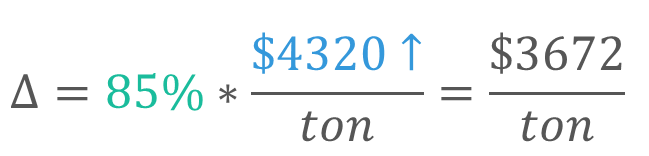 Δ = 85% * $4320 ↑ / ton = $3672 / ton